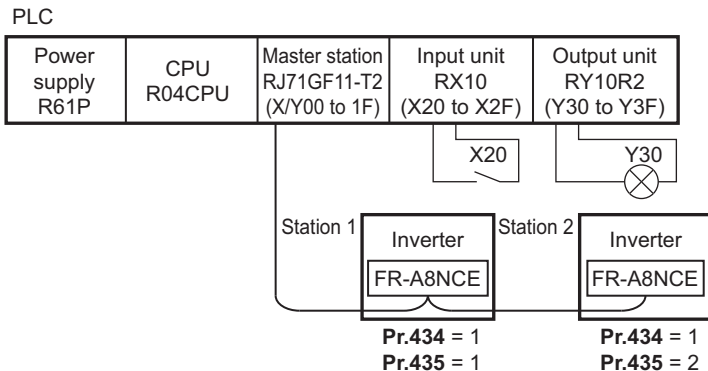 PLC
Power supply R61P
CPU R04CPU
Master station RJ71GF11-T2 (X/Y00 to 1F)
Input unit RX10 (X20 to X2F)
Output unit RY10R2 (Y30 to Y3F)
X20
Y30
Station 1
Inverter
FR-A8NCE
Station 2
Inverter
FR-A8NCE
Pr.434 = 1
Pr.435 = 1
Pr.434 = 1
Pr.435 = 2